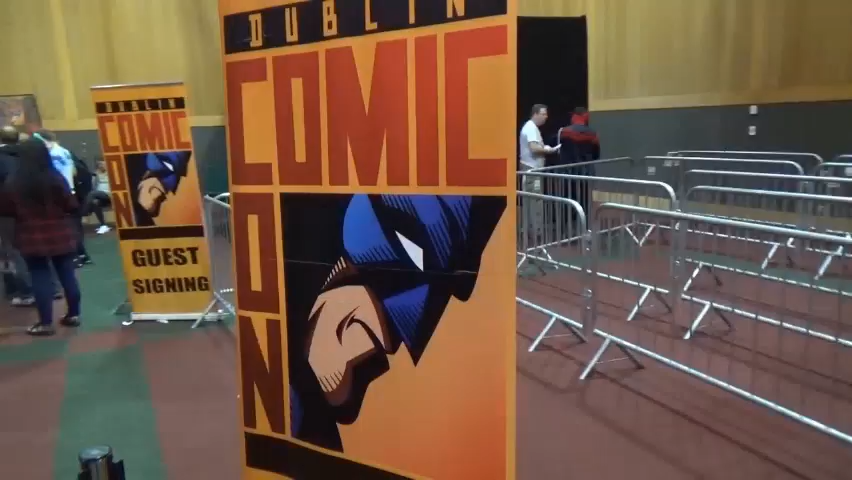 DUBLIN
COMIC
CON
DUBLIN
COMIC
CON
GUEST
SIGNING